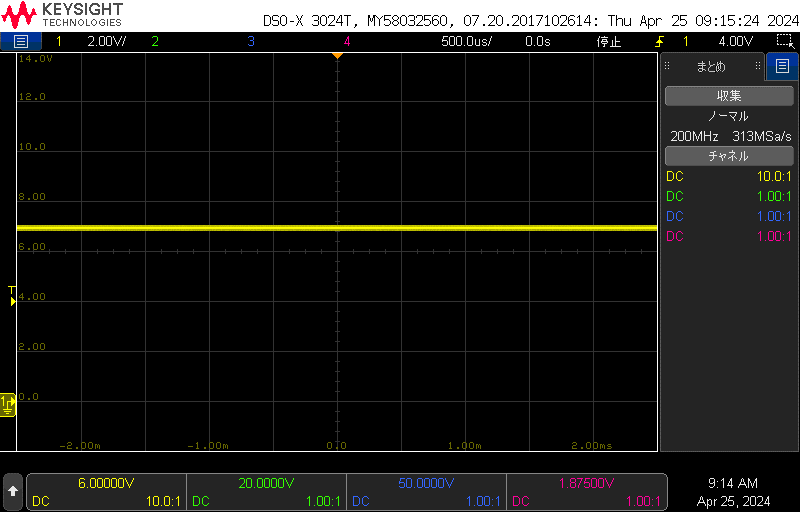 KEYSIGHT
TECHNOLOGIES
DSO-X 3024T, MY58032560, 07.20.2017102614: Thu Apr 25 09:15:24 2024
1 2.00V/ 2 3 4 500.0us/ 0.0s 停止 1 4.00V
14.0V
12.0
10.0
8.00
6.00
4.00
2.00
0.0
T
1
-2.00m -1.00m 0.0 1.00m 2.00ms
まとめ
収集
ノーマル
200MHz 313MSa/s
チャネル
DC 10.0:1
DC 1.00:1
DC 1.00:1
DC 1.00:1
6.00000V 20.0000V 50.0000V 1.87500V
DC 10.0:1 DC 1.00:1 DC 1.00:1 DC 1.00:1
9:14 AM
Apr 25, 2024